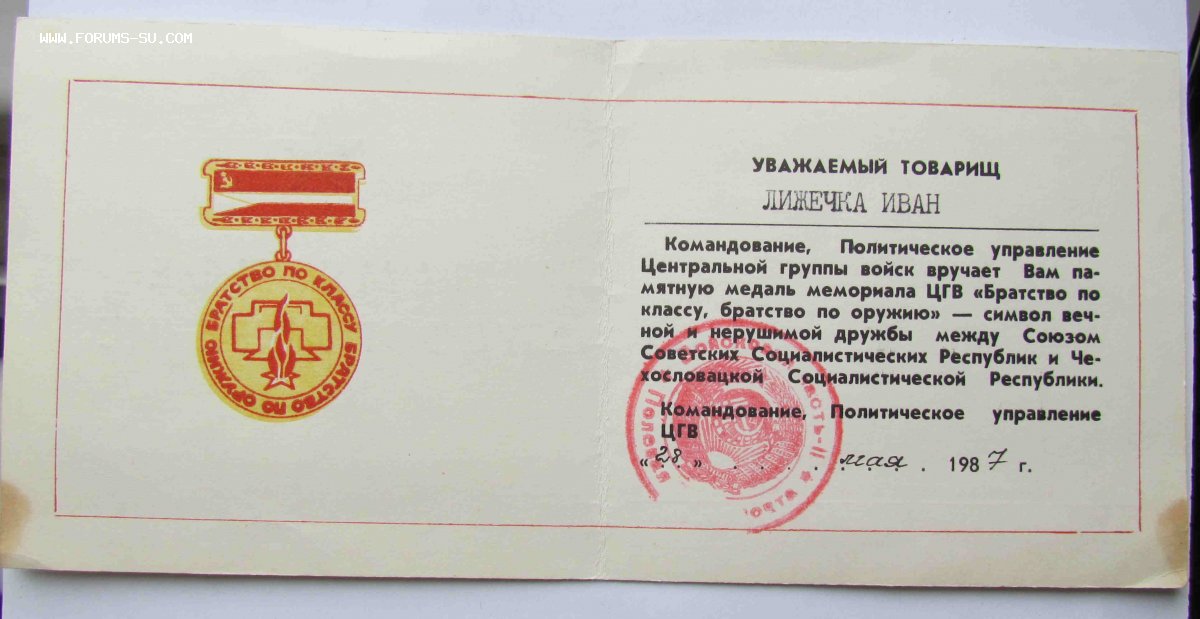 WWW.FORUMS-SU.COM
БРАТСТВО ПО КЛАССУ БРАТСТВО ПО ОРУЖИЮ
УВАЖАЕМЫЙ ТОВАРИЩ
ЛИЖЕЧКА ИВАН
Командование, Политическое управление
Центральной группы войск вручает Вам па-
мятную медаль мемориала ЦГВ «Братство по
классу, братство по оружию» — символ веч-
ной и нерушимой дружбы между Союзом
Советских Социалистических Республик и Че-
хословацкой Социалистической Республики.
Командование, Политическое управление
ЦГВ
«28» . . . . мая . 1987 г.
Полевая почта